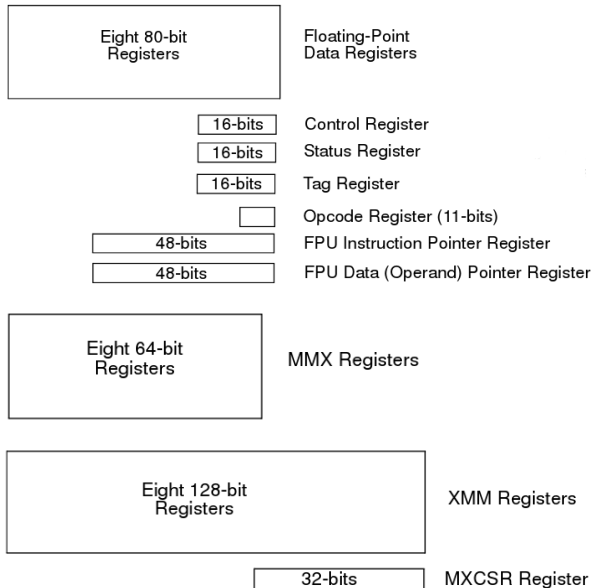 Eight 80-bit
Registers
Floating-Point
Data Registers
16-bits Control Register
16-bits Status Register
16-bits Tag Register
Opcode Register (11-bits)
48-bits FPU Instruction Pointer Register
48-bits FPU Data (Operand) Pointer Register
Eight 64-bit
Registers
MMX Registers
Eight 128-bit
Registers
XMM Registers
32-bits MXCSR Register